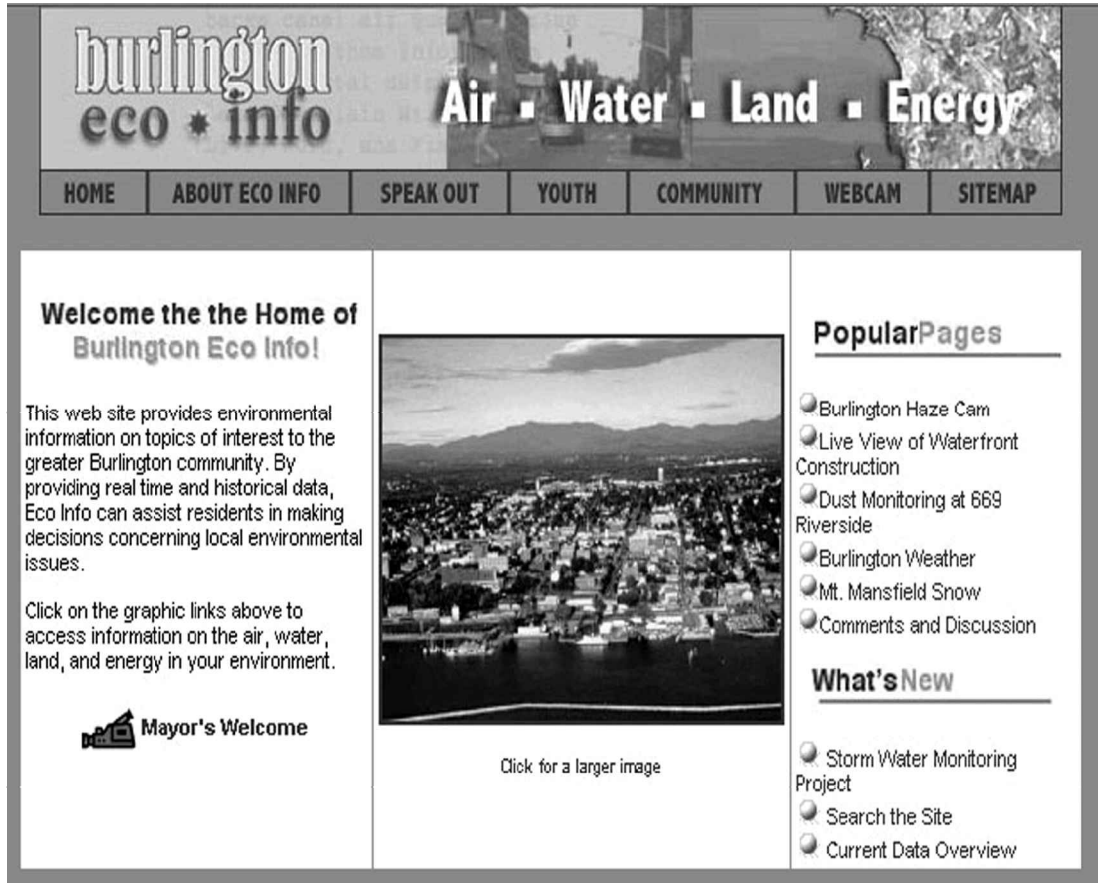 burlington
eco info
Air ▪ Water ▪ Land ▪ Energy
HOME
ABOUT ECO INFO
SPEAK OUT
YOUTH
COMMUNITY
WEBCAM
SITEMAP
Welcome the the Home of
Burlington Eco Info!
This web site provides environmental
information on topics of interest to the
greater Burlington community. By
providing real time and historical data,
Eco Info can assist residents in making
decisions concerning local environmental
issues.
Click on the graphic links above to
access information on the air, water,
land, and energy in your environment.
Mayor's Welcome
Click for a larger image
PopularPages
Burlington Haze Cam
Live View of Waterfront
Construction
Dust Monitoring at 669
Riverside
Burlington Weather
Mt. Mansfield Snow
Comments and Discussion
What'sNew
Storm Water Monitoring
Project
Search the Site
Current Data Overview